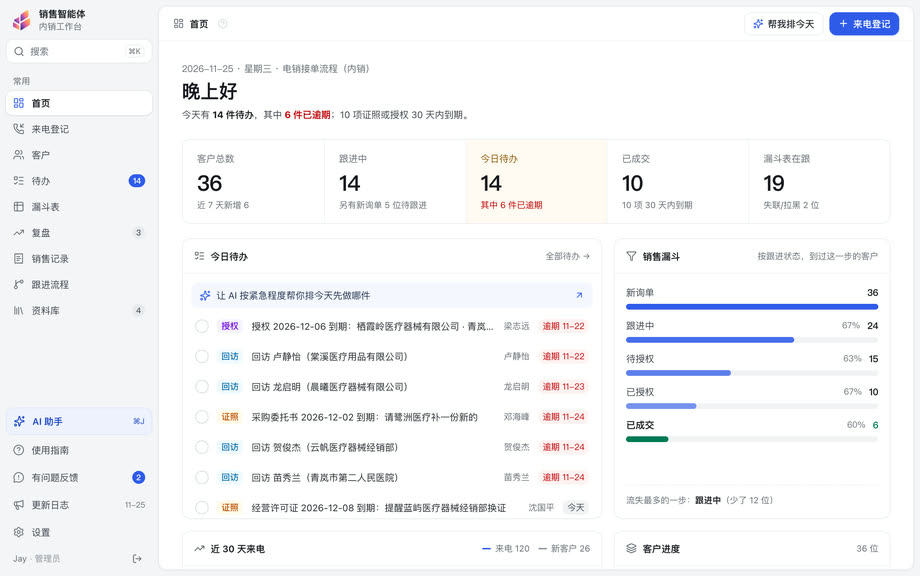 销售智能体
内销工作台
搜索 ⌘K
常用
首页
来电登记
客户
待办 14
漏斗表
复盘 3
销售记录
跟进流程
资料库 4
AI 助手 ⌘J
使用指南
有问题反馈 2
更新日志 11-25
设置
Jay · 管理员
首页
帮我排今天
来电登记
2026-11-25 · 星期三 · 电销接单流程（内销）
晚上好
今天有 14 件待办，其中 6 件已逾期；10 项证照或授权 30 天内到期。
客户总数
36
近 7 天新增 6
跟进中
14
另有新询单 5 位待跟进
今日待办
14
其中 6 件已逾期
已成交
10
10 项 30 天内到期
漏斗表在跟
19
失联/拉黑 2 位
今日待办 全部待办 →
让 AI 按紧急程度帮你排今天先做哪件
授权 授权 2026-12-06 到期：栖霞岭医疗器械有限公司 · 青岚... 梁志远 逾期 11-22
回访 回访 卢静怡（棠溪医疗用品有限公司） 卢静怡 逾期 11-22
回访 回访 龙启明（晨曦医疗器械有限公司） 龙启明 逾期 11-23
证照 采购委托书 2026-12-02 到期：请鹭洲医疗补一份新的 邓海峰 逾期 11-24
回访 回访 贺俊杰（云帆医疗器械经销部） 贺俊杰 逾期 11-24
回访 回访 苗秀兰（青岚市第二人民医院） 苗秀兰 逾期 11-24
证照 经营许可证 2026-12-08 到期：提醒蓝屿医疗器械经销部换证 沈国平 今天
销售漏斗 按跟进状态，到过这一步的客户
新询单 36
跟进中 67% 24
待授权 63% 15
已授权 67% 10
已成交 60% 6
流失最多的一步：跟进中（少了 12 位）
近 30 天来电 来电 120 新客户 26
客户进度 36 位